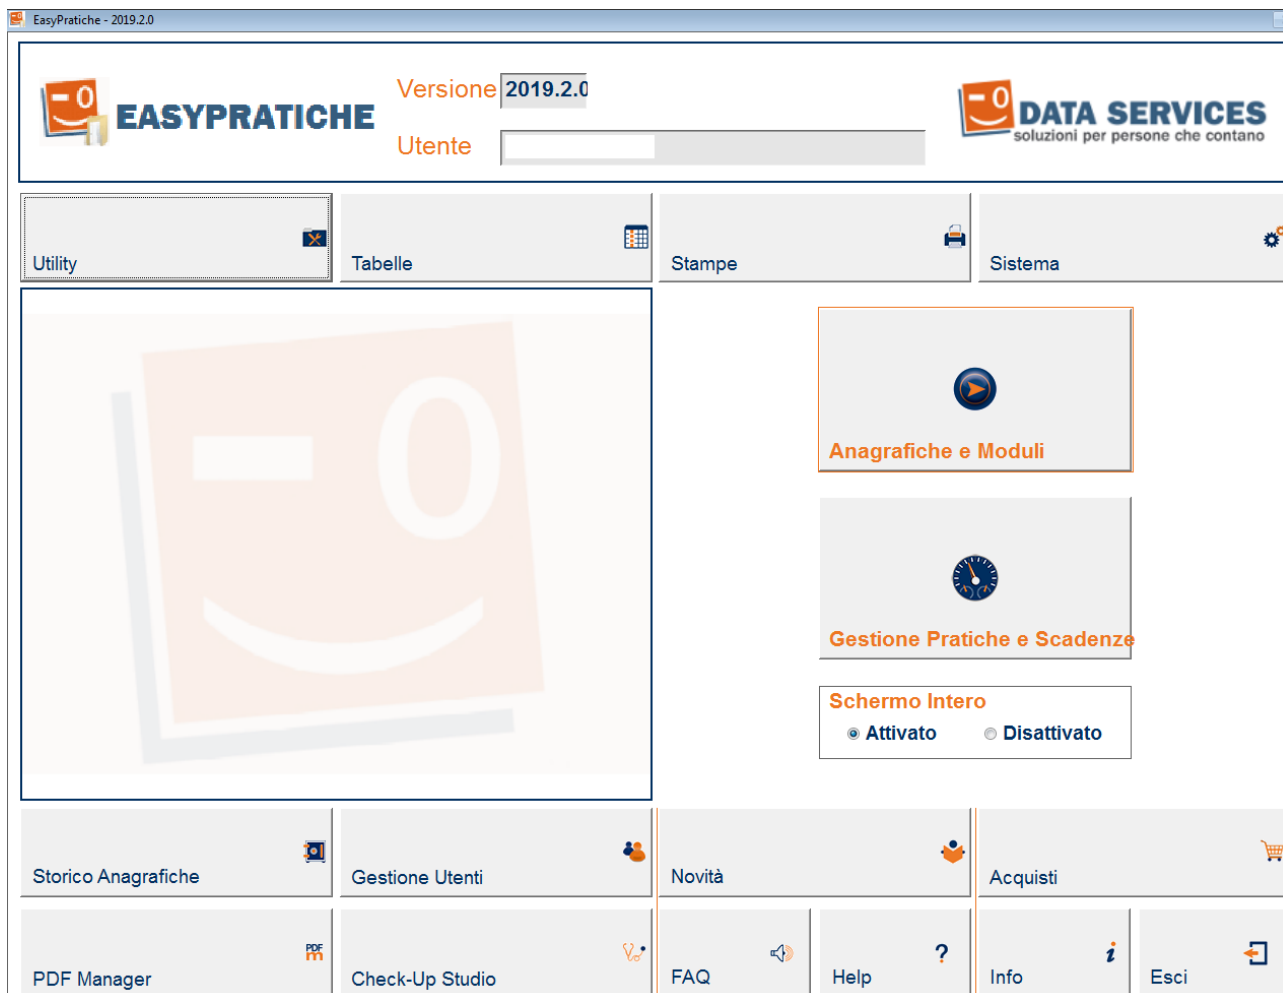 EasyPratiche - 2019.2.0
EASYPRATICHE
Versione 2019.2.0
Utente
DATA SERVICES
soluzioni per persone che contano
Utility
Tabelle
Stampe
Sistema
Anagrafiche e Moduli
Gestione Pratiche e Scadenze
Schermo Intero
Attivato Disattivato
Storico Anagrafiche
Gestione Utenti
Novità
Acquisti
PDF
m
PDF Manager
Check-Up Studio
FAQ
?
Help
i
Info
Esci